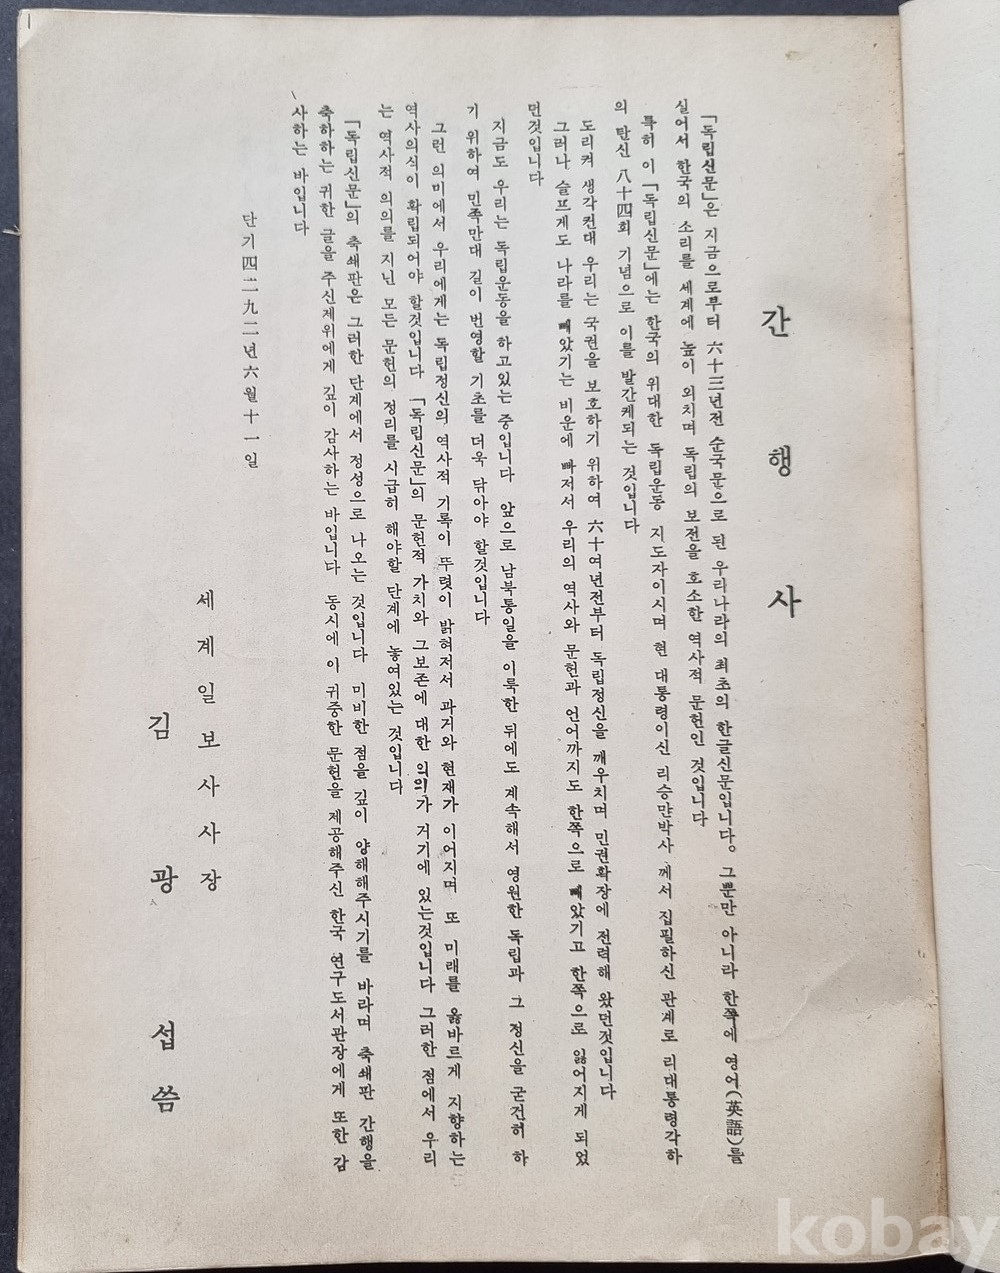 간행사
「독립신문」은 지금으로부터 六十三년전 순국문으로 된 우리나라의 최초의 한글신문입니다。그뿐만 아니라 한쪽에 영어(英語)를
실어서 한국의 소리를 세계에 높이 외치며 독립의 보전을 호소한 역사적 문헌인 것입니다
특히 이 「독립신문」에는 한국의 위대한 독립운동 지도자이시며 현 대통령이신 리승만박사 께서 집필하신 관계로 리대통령각하
의 탄신 八十四회 기념으로 이를 발간케되는 것입니다
도리켜 생각컨대 우리는 국권을 보호하기 위하여 六十여년전부터 독립정신을 깨우치며 민권확장에 전력해 왔던것입니다
그러나 슬프게도 나라를 빼았기는 비운에 빠저서 우리의 역사와 문헌과 언어까지도 한쪽으로 빼았기고 한쪽으로 잃어지게 되었
던것입니다
지금도 우리는 독립운동을 하고있는 중입니다 앞으로 남북통일을 이룩한 뒤에도 계속해서 영원한 독립과 그 정신을 굳건히 하
기 위하여 민족만대 길이 번영할 기초를 더욱 닦아야 할것입니다
그런 의미에서 우리에게는 독립정신의 역사적 기록이 뚜렷이 밝혀저서 과거와 현재가 이어지며 또 미래를 옳바르게 지향하는
역사의식이 확립되어야 할것입니다 「독립신문」의 문헌적 가치와 그보존에 대한 의의가 거기에 있는것입니다 그러한 점에서 우리
는 역사적 의의를 지닌 모든 문헌의 정리를 시급히 해야할 단계에 놓여있는 것입니다
「독립신문」의 축쇄판은 그러한 단계에서 정성으로 나오는 것입니다 미비한 점을 깊이 양해해주시기를 바라며 축쇄판 간행을
축하하는 귀한 글을 주신제위에게 깊이 감사하는 바입니다 동시에 이 귀중한 문헌을 제공해주신 한국 연구도서관장에게 또한 감
사하는 바입니다
단기四二九二년六월十一일
세계일보사사장
김광섭씀
kobay